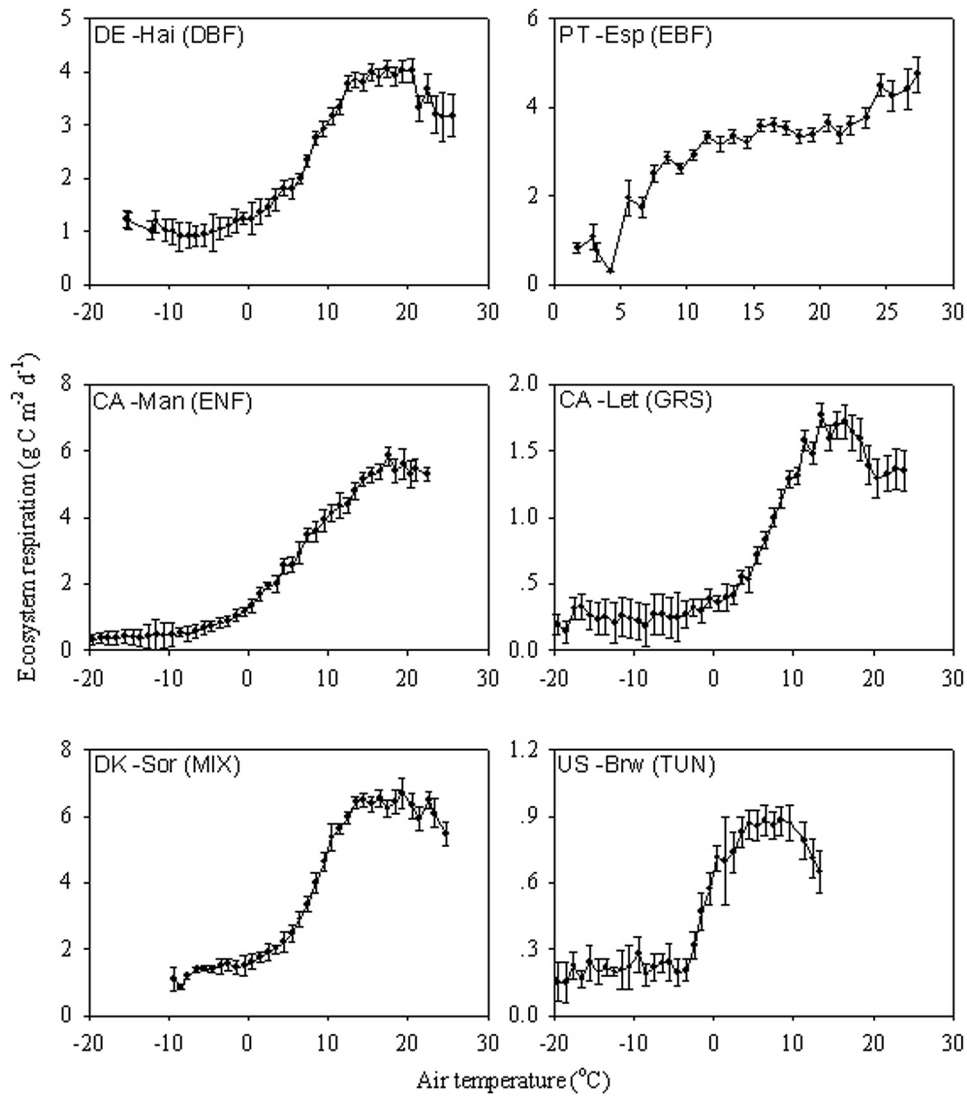 DE -Hai (DBF)
5
4
3
2
1
0
-20 -10 0 10 20 30
PT -Esp (EBF)
6
4
2
0
0 5 10 15 20 25 30
Ecosystem respiration (g C m⁻² d⁻¹)
CA -Man (ENF)
8
6
4
2
0
-20 -10 0 10 20 30
CA -Let (GRS)
2.0
1.5
1.0
.5
0.0
-20 -10 0 10 20 30
DK -Sor (MIX)
8
6
4
2
0
-10 0 10 20 30
US -Brw (TUN)
1.2
.9
.6
.3
0.0
-20 -10 0 10 20 30
Air temperature (°C)